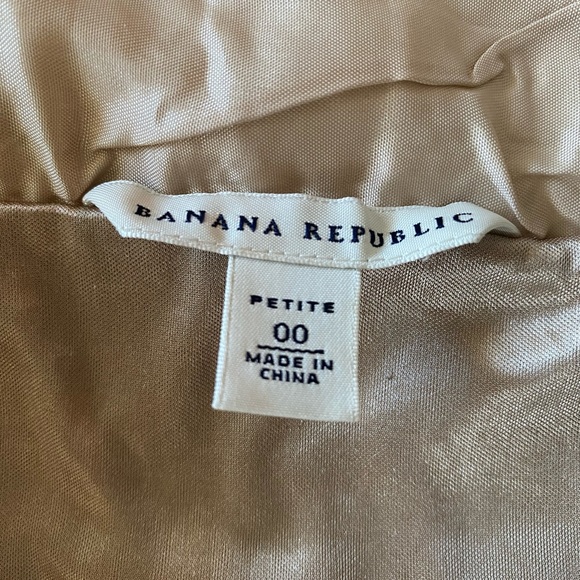 BANANA REPUBLIC
PETITE
00
MADE IN
CHINA